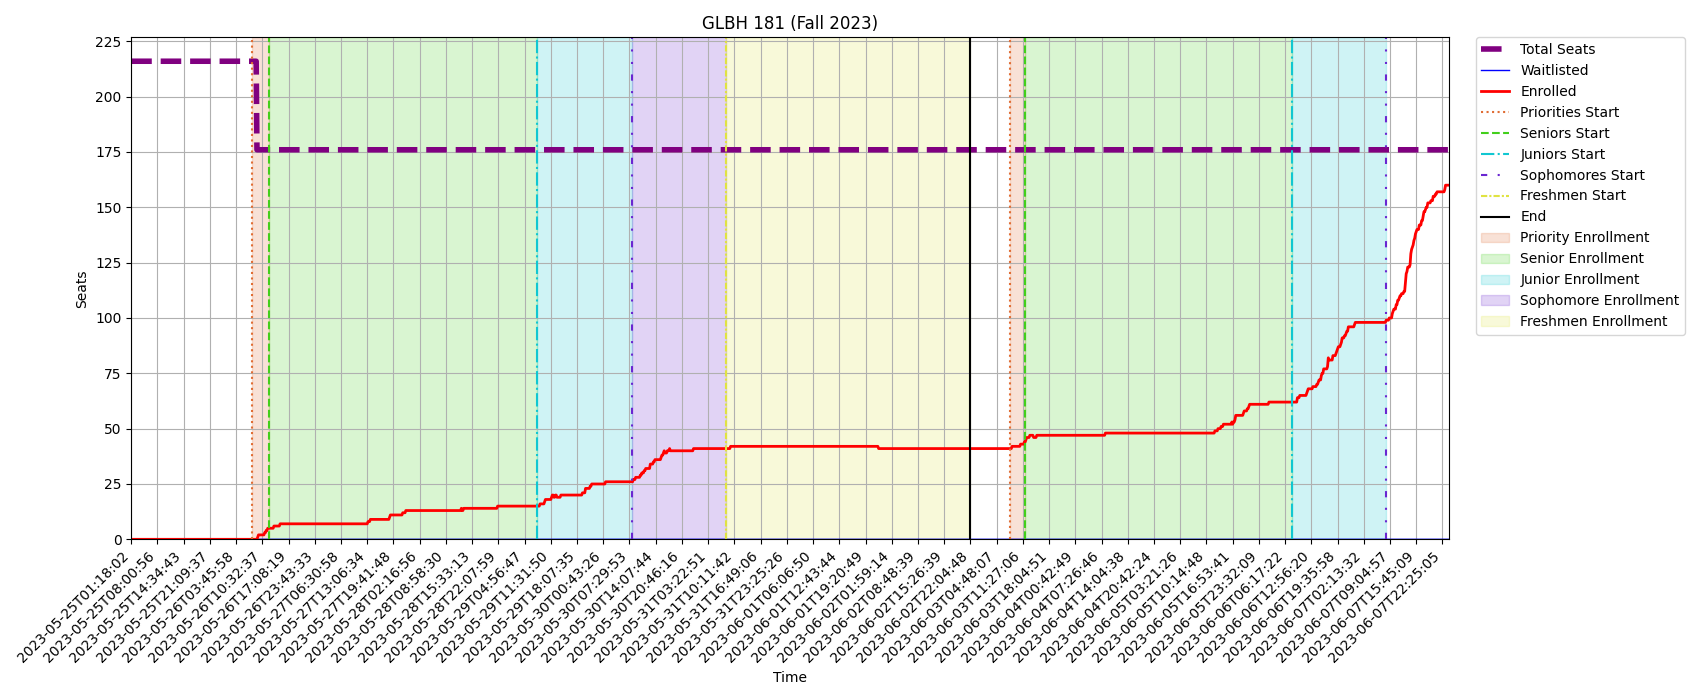 GLBH 181 (Fall 2023)
225
200
175
150
125
100
75
50
25
0
Seats
2023-05-25T01:18:02
2023-05-25T08:00:56
2023-05-25T14:34:43
2023-05-25T21:09:37
2023-05-26T03:45:58
2023-05-26T10:32:37
2023-05-26T17:08:19
2023-05-26T23:43:33
2023-05-27T06:30:58
2023-05-27T13:06:34
2023-05-27T19:41:48
2023-05-28T02:16:56
2023-05-28T08:58:30
2023-05-28T15:33:13
2023-05-28T22:07:59
2023-05-29T04:56:47
2023-05-29T11:31:50
2023-05-29T18:07:35
2023-05-30T00:43:26
2023-05-30T07:29:53
2023-05-30T14:07:44
2023-05-30T20:46:16
2023-05-31T03:22:51
2023-05-31T10:11:42
2023-05-31T16:49:06
2023-05-31T23:25:26
2023-06-01T06:06:50
2023-06-01T12:43:44
2023-06-01T19:20:49
2023-06-02T01:59:14
2023-06-02T08:48:39
2023-06-02T15:26:39
2023-06-02T22:04:48
2023-06-03T04:48:07
2023-06-03T11:27:06
2023-06-03T18:04:51
2023-06-04T00:42:49
2023-06-04T07:26:46
2023-06-04T14:04:38
2023-06-04T20:42:24
2023-06-05T03:21:26
2023-06-05T10:14:48
2023-06-05T16:53:41
2023-06-05T23:32:09
2023-06-06T06:17:22
2023-06-06T12:56:20
2023-06-06T19:35:58
2023-06-07T02:13:32
2023-06-07T09:04:57
2023-06-07T15:45:09
2023-06-07T22:25:05
Time
Total Seats
Waitlisted
Enrolled
Priorities Start
Seniors Start
Juniors Start
Sophomores Start
Freshmen Start
End
Priority Enrollment
Senior Enrollment
Junior Enrollment
Sophomore Enrollment
Freshmen Enrollment